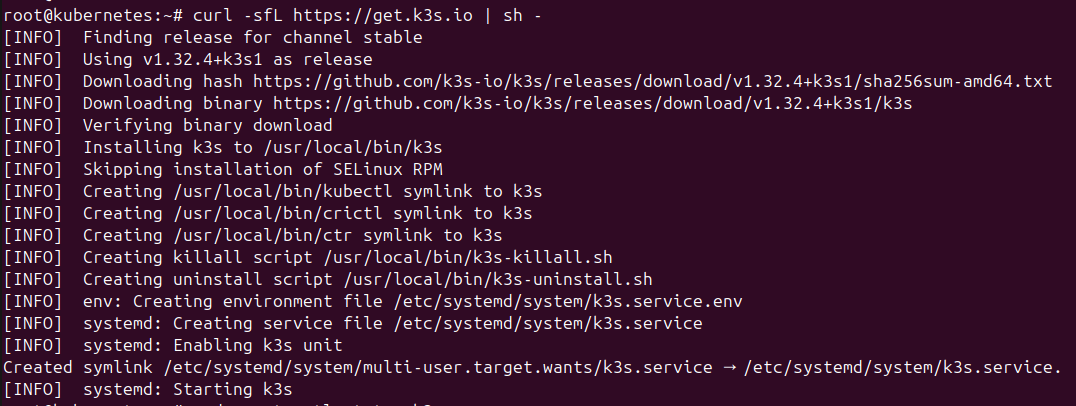 root@kubernetes:~# curl -sfL https://get.k3s.io | sh -
[INFO]  Finding release for channel stable
[INFO]  Using v1.32.4+k3s1 as release
[INFO]  Downloading hash https://github.com/k3s-io/k3s/releases/download/v1.32.4+k3s1/sha256sum-amd64.txt
[INFO]  Downloading binary https://github.com/k3s-io/k3s/releases/download/v1.32.4+k3s1/k3s
[INFO]  Verifying binary download
[INFO]  Installing k3s to /usr/local/bin/k3s
[INFO]  Skipping installation of SELinux RPM
[INFO]  Creating /usr/local/bin/kubectl symlink to k3s
[INFO]  Creating /usr/local/bin/crictl symlink to k3s
[INFO]  Creating /usr/local/bin/ctr symlink to k3s
[INFO]  Creating killall script /usr/local/bin/k3s-killall.sh
[INFO]  Creating uninstall script /usr/local/bin/k3s-uninstall.sh
[INFO]  env: Creating environment file /etc/systemd/system/k3s.service.env
[INFO]  systemd: Creating service file /etc/systemd/system/k3s.service
[INFO]  systemd: Enabling k3s unit
Created symlink /etc/systemd/system/multi-user.target.wants/k3s.service → /etc/systemd/system/k3s.service.
[INFO]  systemd: Starting k3s